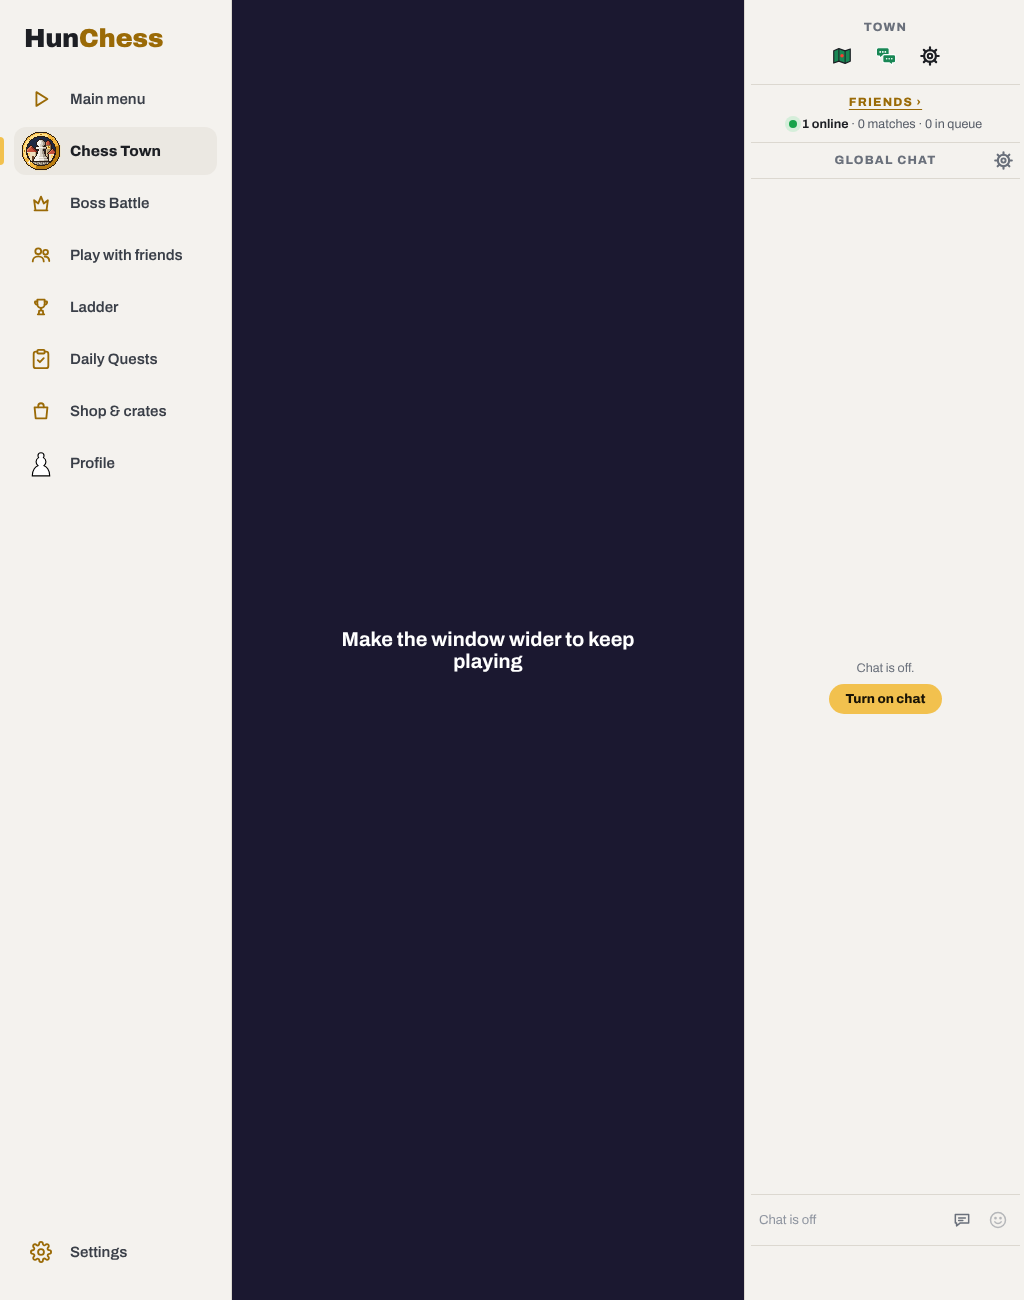 HunChess
Main menu
Chess Town
Boss Battle
Play with friends
Ladder
Daily Quests
Shop & crates
Profile
Settings
Make the window wider to keep
playing
TOWN
FRIENDS ›
1 online · 0 matches · 0 in queue
GLOBAL CHAT
Chat is off.
Turn on chat
Chat is off